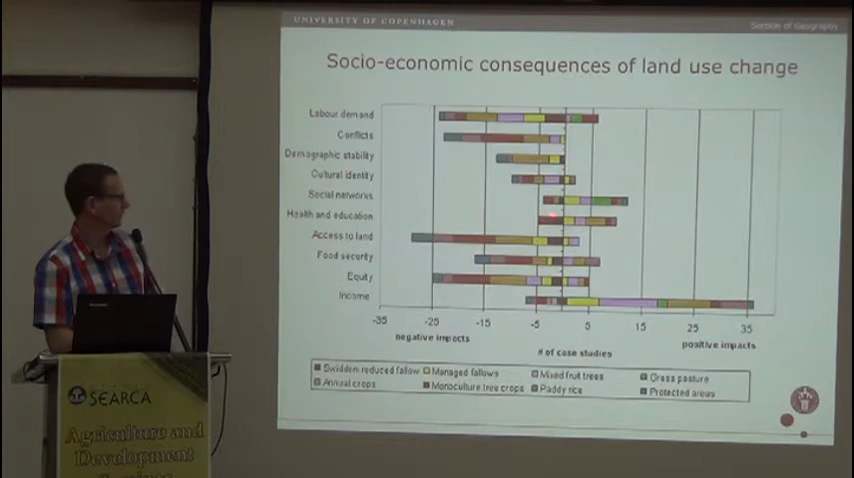 UNIVERSITY OF COPENHAGEN
Section of Geography
Socio-economic consequences of land use change
Labour demand
Conflicts
Demographic stability
Cultural identity
Social networks
Health and education
Access to land
Food security
Equity
Income
-35 -25 -15 -5 5 15 25 35
negative impacts # of case studies positive impacts
Swidden reduced fallow Managed fallows Mixed fruit trees Grass pasture
Annual crops Monoculture tree crops Paddy rice Protected areas
SEARCA
Agriculture and
Development